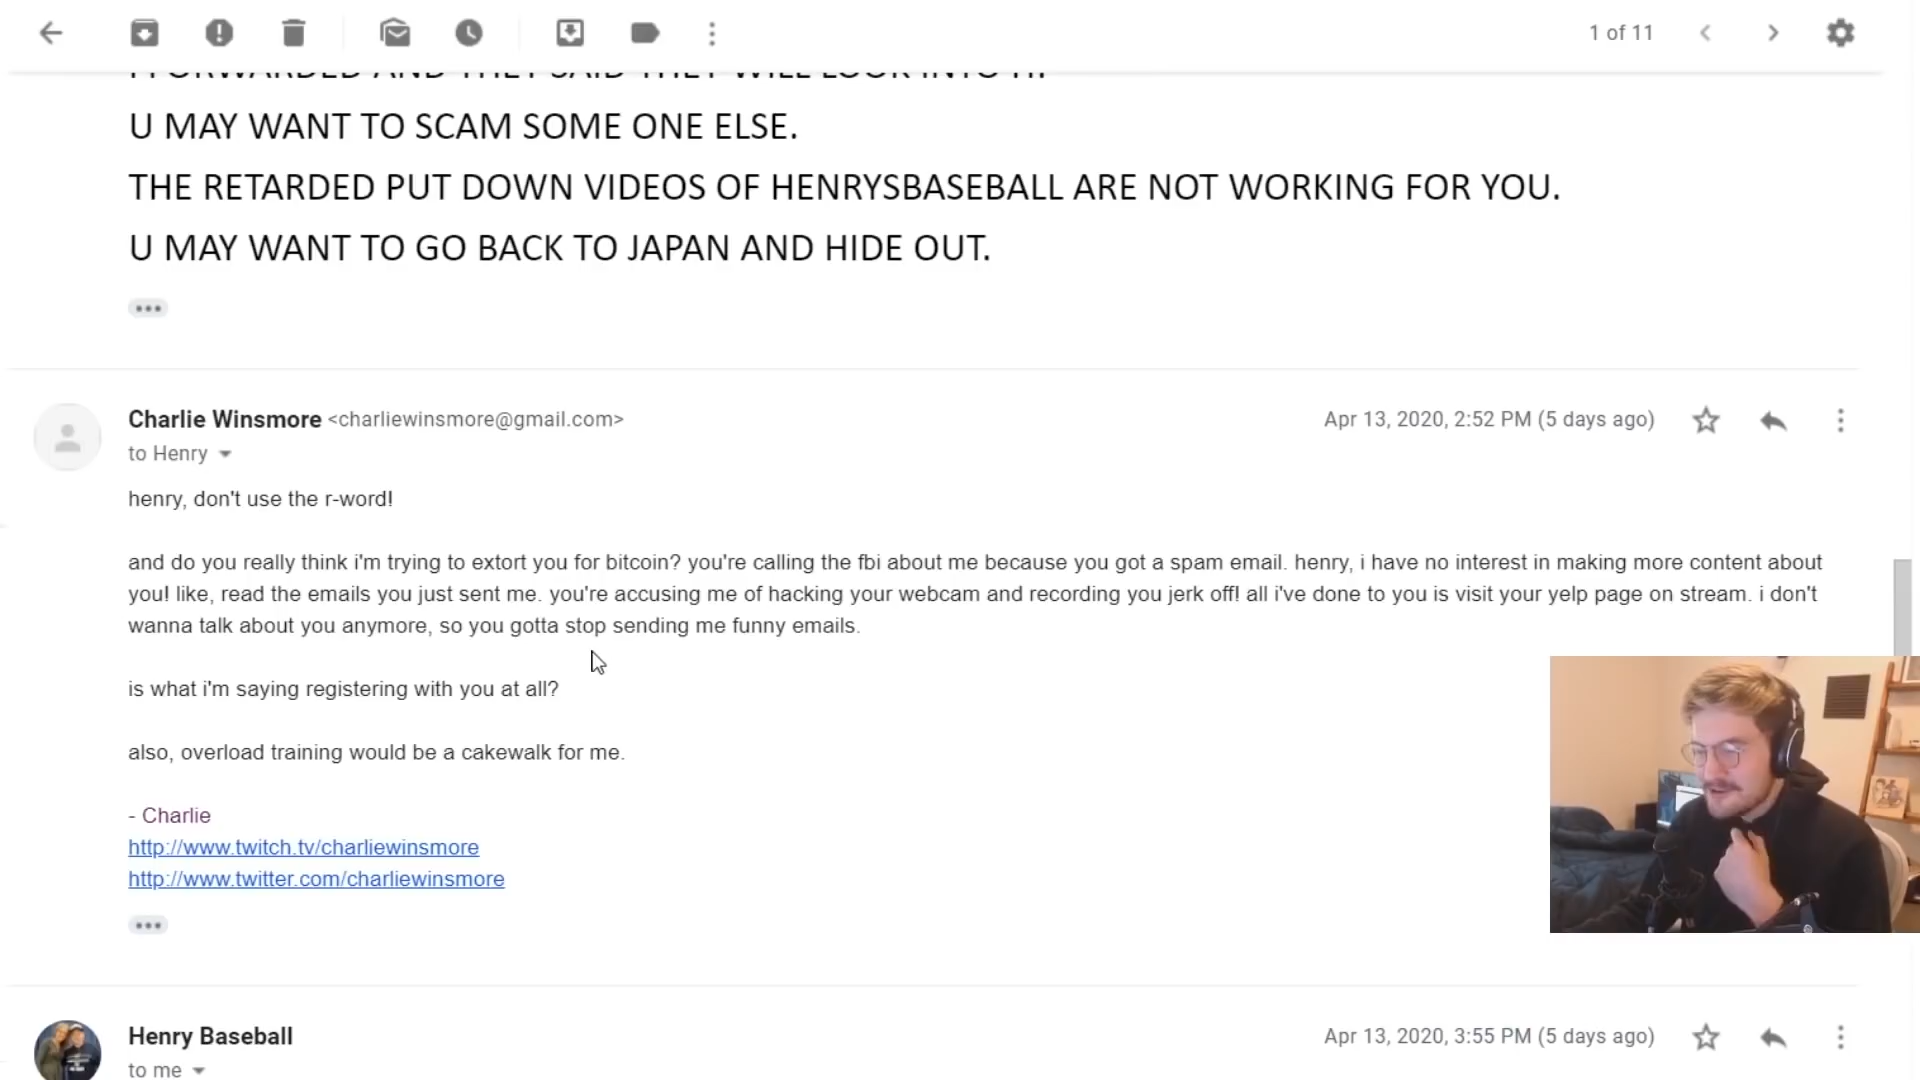 1 of 11
I FORWARDED AND THEY SAID THEY WILL LOOK INTO IT.
U MAY WANT TO SCAM SOME ONE ELSE.
THE RETARDED PUT DOWN VIDEOS OF HENRYSBASEBALL ARE NOT WORKING FOR YOU.
U MAY WANT TO GO BACK TO JAPAN AND HIDE OUT.
Charlie Winsmore <charliewinsmore@gmail.com>
Apr 13, 2020, 2:52 PM (5 days ago)
to Henry
henry, don't use the r-word!
and do you really think i'm trying to extort you for bitcoin? you're calling the fbi about me because you got a spam email. henry, i have no interest in making more content about
you! like, read the emails you just sent me. you're accusing me of hacking your webcam and recording you jerk off! all i've done to you is visit your yelp page on stream. i don't
wanna talk about you anymore, so you gotta stop sending me funny emails.
is what i'm saying registering with you at all?
also, overload training would be a cakewalk for me.
- Charlie
http://www.twitch.tv/charliewinsmore
http://www.twitter.com/charliewinsmore
Henry Baseball
Apr 13, 2020, 3:55 PM (5 days ago)
to me